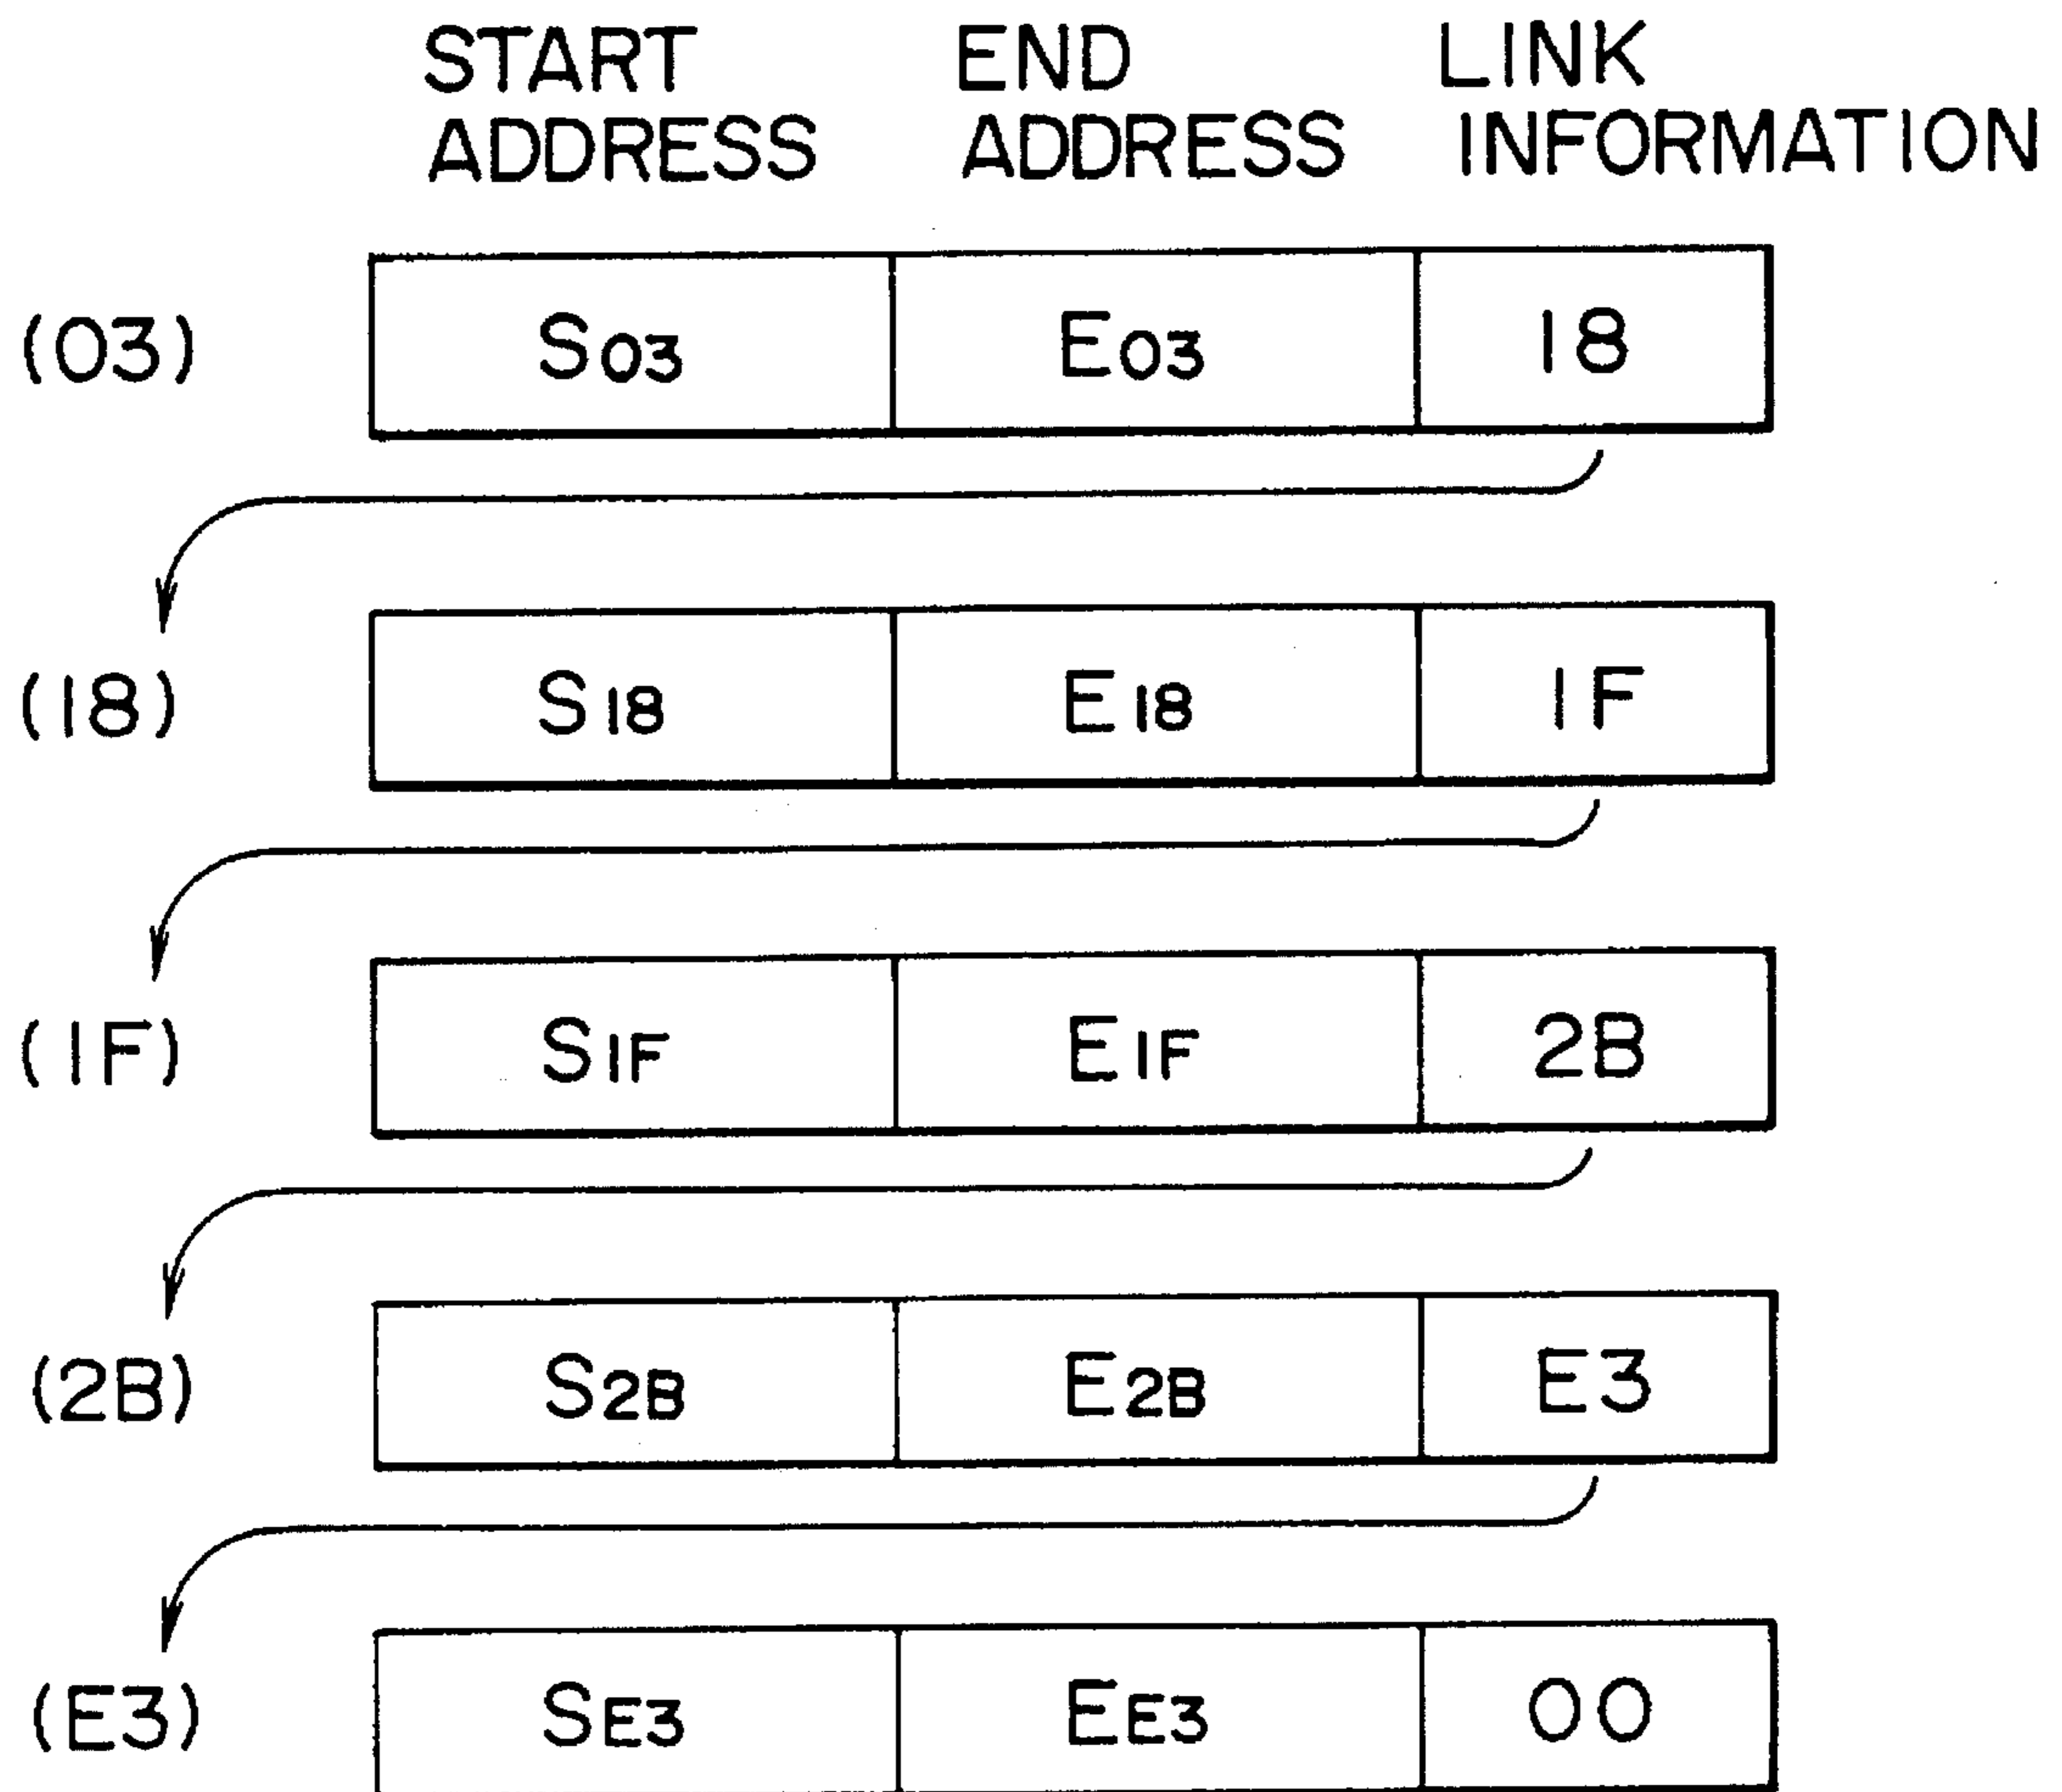 START ADDRESS END ADDRESS LINK INFORMATION
(03) S03 E03 18
(18) S18 E18 1F
(1F) S1F E1F 2B
(2B) S2B E2B E3
(E3) SE3 EE3 00